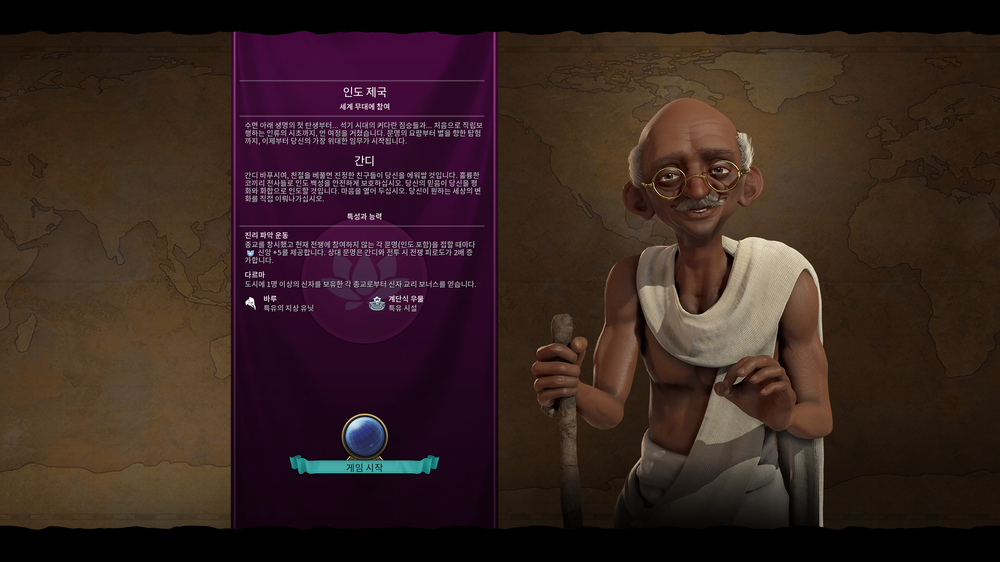 인도 제국
세계 무대에 참여
수면 아래 생명의 첫 탄생부터... 석기 시대의 커다란 짐승들과... 처음으로 직립보
행하는 인류의 시초까지, 먼 여정을 거쳤습니다. 문명의 요람부터 별을 향한 탐험
까지, 이제부터 당신의 가장 위대한 임무가 시작됩니다.
간디
간디 바푸시여, 친절을 베풀면 진정한 친구들이 당신을 에워쌀 것입니다. 훌륭한
코끼리 전사들로 인도 백성을 안전하게 보호하십시오. 당신의 믿음이 당신을 평
화와 화합으로 인도할 것입니다. 마음을 열어 두십시오. 당신이 원하는 세상의 변
화를 직접 이뤄나가십시오.
특성과 능력
진리 파악 운동
종교를 창시했고 현재 전쟁에 참여하지 않는 각 문명(인도 포함)을 접할 때마다
신앙 +5를 제공합니다. 상대 문명은 간디와 전투 시 전쟁 피로도가 2배 증
가합니다.
다르마
도시에 1명 이상의 신자를 보유한 각 종교로부터 신자 교리 보너스를 얻습니다.
바루
특유의 지상 유닛
계단식 우물
특유 시설
게임 시작